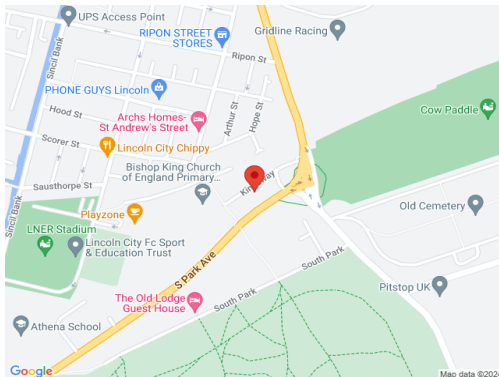 UPS Access Point
Gridline Racing
RIPON STREET
STORES
Sincil Bank
Ripon St
PHONE GUYS Lincoln
Cow Paddle
Hood St
Archs Homes-
St Andrew's Street
Arthur St
Hope St
Scorer St
Lincoln City Chippy
Bishop King Church
of England Primary...
Kingsway
Sausthorpe St
Old Cemetery
Playzone
Sincil Bank
LNER Stadium
Lincoln City Fc Sport
& Education Trust
S Park Ave
South Park
Pitstop UK
The Old Lodge
Guest House
South Park
Athena School
Google
Map data ©2024